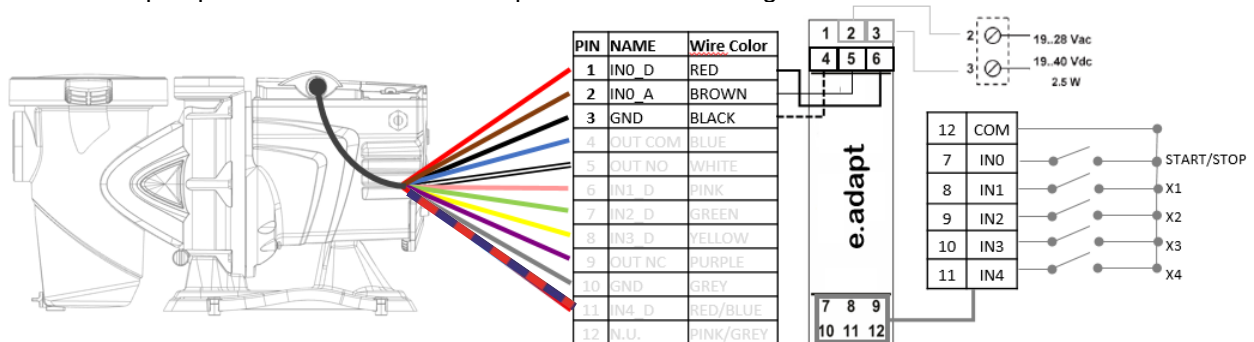 1 2 3
4 5 6
2 19..28 Vac
3 19..40 Vdc
2.5 W
PIN NAME Wire Color
1 IN0_D RED
2 IN0_A BROWN
3 GND BLACK
4 OUT COM BLUE
5 OUT NO WHITE
6 IN1_D PINK
7 IN2_D GREEN
8 IN3_D YELLOW
9 OUT NC PURPLE
10 GND GREY
11 IN4_D RED/BLUE
12 N.U. PINK/GREY
e.adapt
7 8 9
10 11 12
12 COM
7 IN0 START/STOP
8 IN1 X1
9 IN2 X2
10 IN3 X3
11 IN4 X4